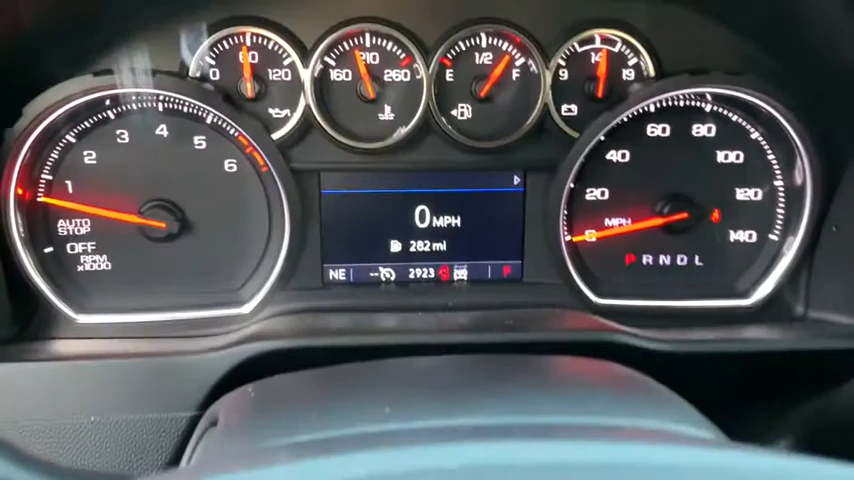 0 60 120
160 210 260
E 1/2 F
9 14 19
1 2 3 4 5 6
AUTO STOP
OFF
RPM
x1000
0 MPH
282 mi
NE -- 2923 P
0 20 40 60 80 100 120 140
MPH
P R N D L